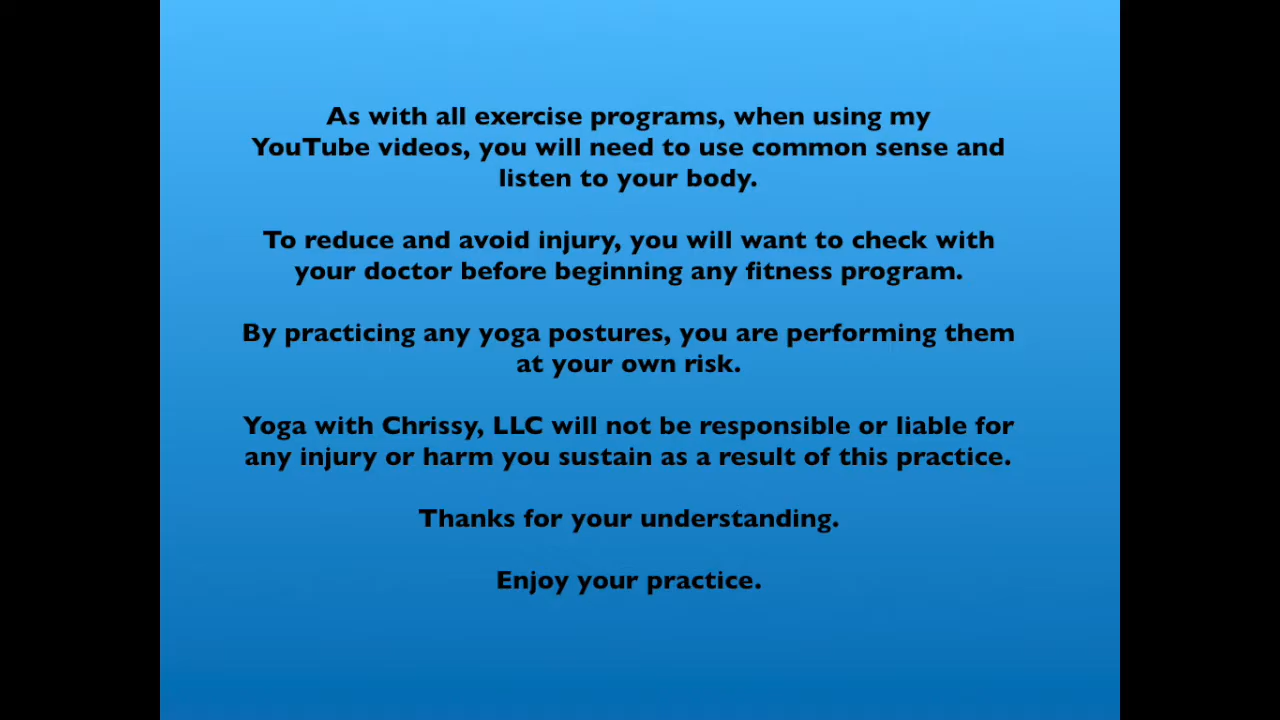 As with all exercise programs, when using my
YouTube videos, you will need to use common sense and
listen to your body.
To reduce and avoid injury, you will want to check with
your doctor before beginning any fitness program.
By practicing any yoga postures, you are performing them
at your own risk.
Yoga with Chrissy, LLC will not be responsible or liable for
any injury or harm you sustain as a result of this practice.
Thanks for your understanding.
Enjoy your practice.